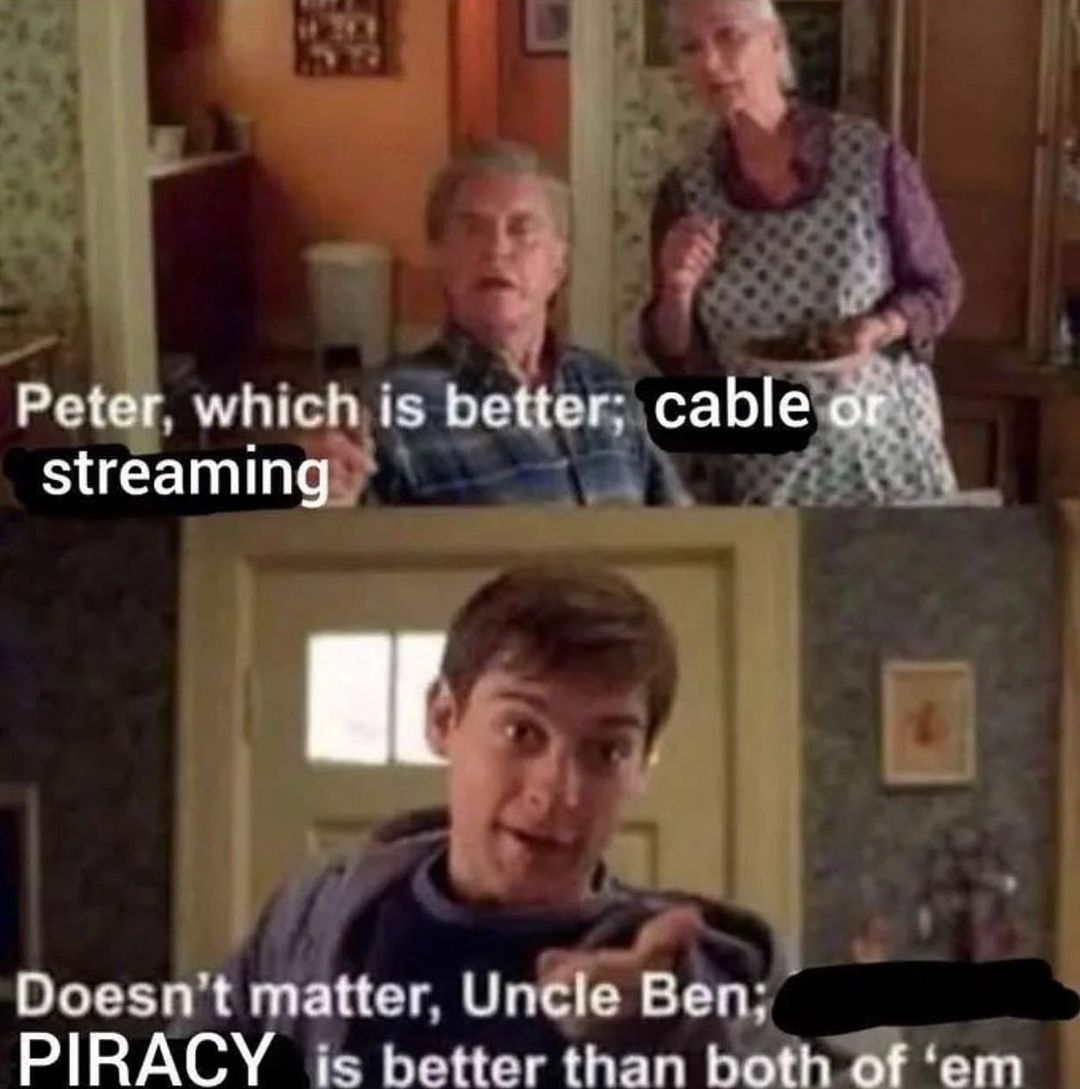 Peter, which is better; cable or
streaming
Doesn't matter, Uncle Ben;
PIRACY is better than both of 'em